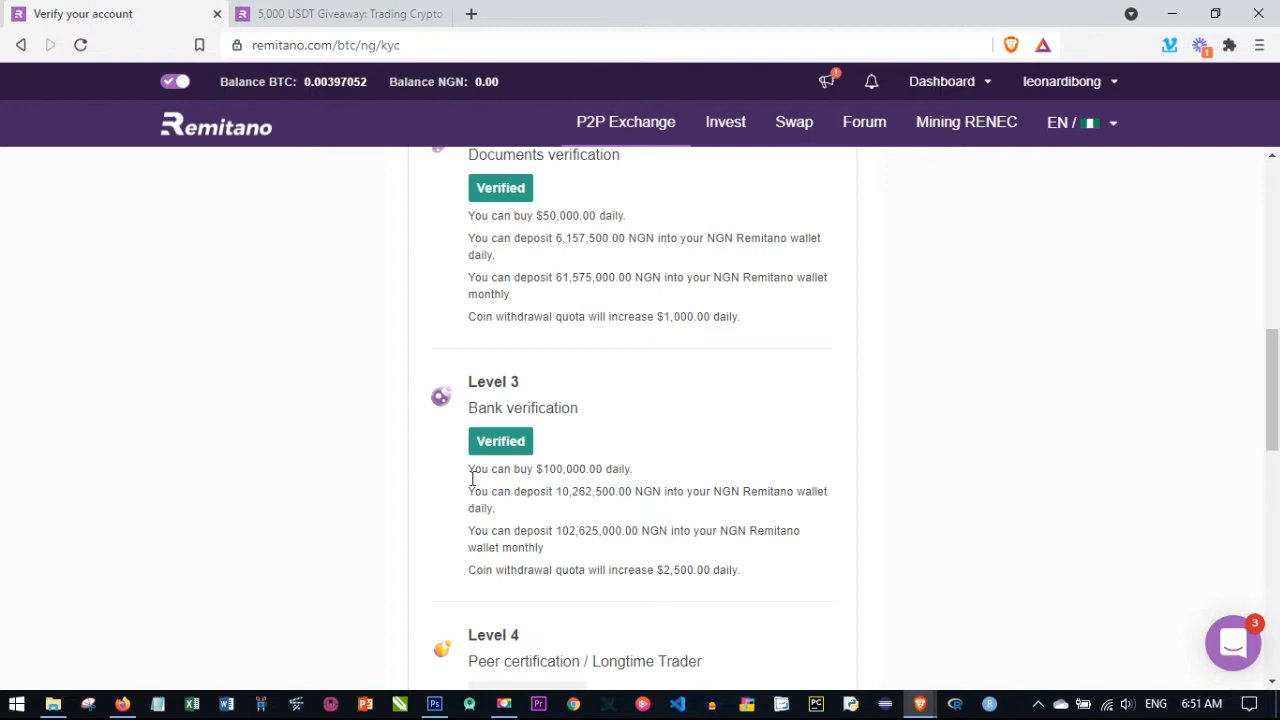 Verify your account
5,000 USDT Giveaway: Trading Crypto
remitano.com/btc/ng/kyc
1
Balance BTC: 0.00397052
Balance NGN: 0.00
Dashboard
leonardibong
Remitano
P2P Exchange
Invest
Swap
Forum
Mining RENEC
EN /
Documents verification
Verified
You can buy $50,000.00 daily.
You can deposit 6,157,500.00 NGN into your NGN Remitano wallet
daily.
You can deposit 61,575,000.00 NGN into your NGN Remitano wallet
monthly
Coin withdrawal quota will increase $1,000.00 daily.
Level 3
Bank verification
Verified
You can buy $100,000.00 daily.
You can deposit 10,262,500.00 NGN into your NGN Remitano wallet
daily.
You can deposit 102,625,000.00 NGN into your NGN Remitano
wallet monthly
Coin withdrawal quota will increase $2,500.00 daily.
Level 4
Peer certification / Longtime Trader
3
ENG
6:51 AM